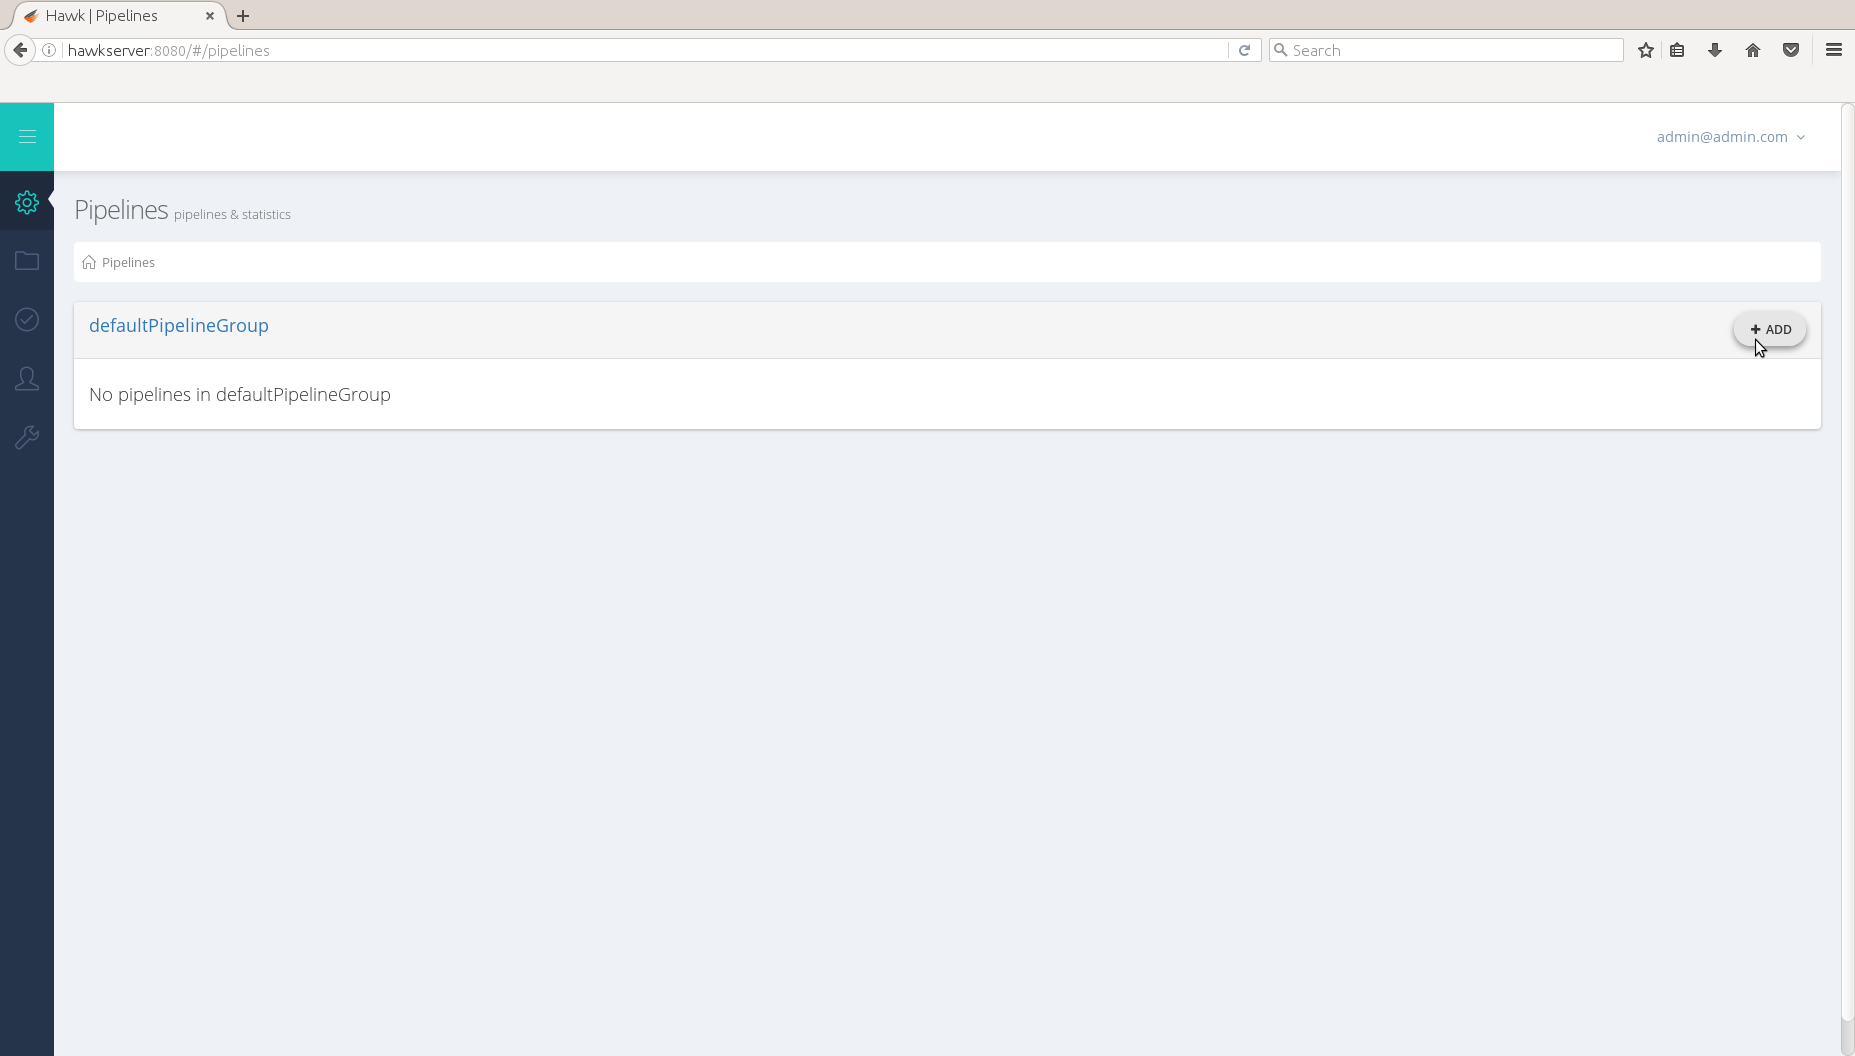 Hawk | Pipelines
hawkserver:8080/#/pipelines
Search
admin@admin.com
Pipelines pipelines & statistics
Pipelines
defaultPipelineGroup
ADD
No pipelines in defaultPipelineGroup